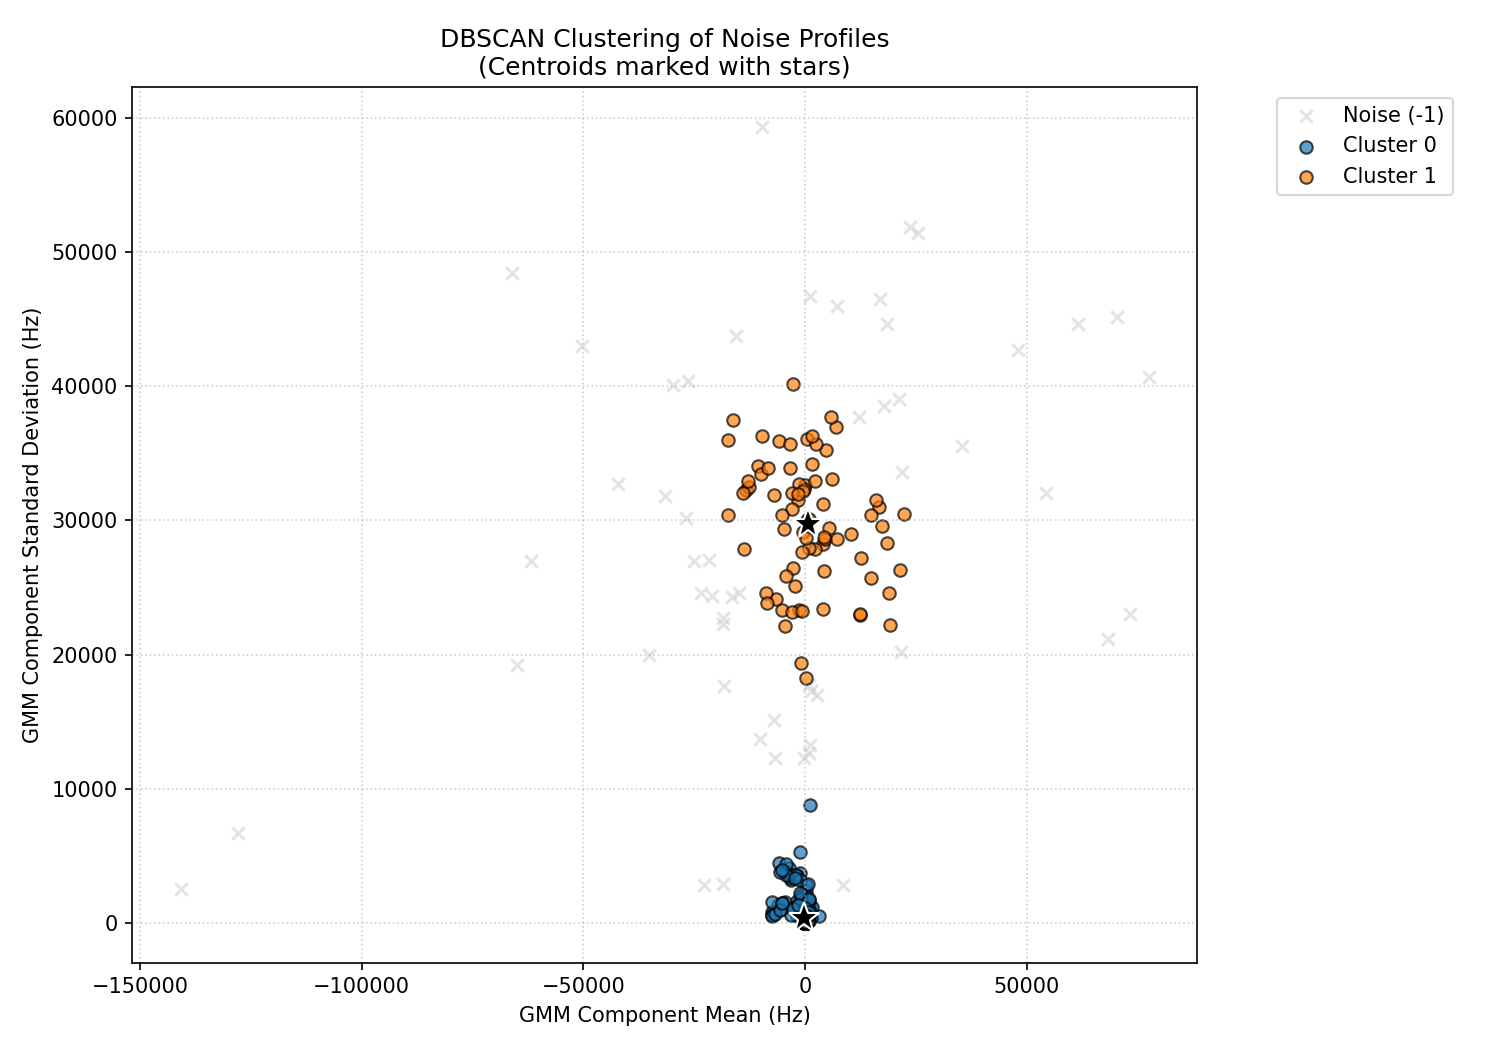 DBSCAN Clustering of Noise Profiles
(Centroids marked with stars)
Noise (-1)
Cluster 0
Cluster 1
GMM Component Standard Deviation (Hz)
60000
50000
40000
30000
20000
10000
0
−150000
−100000
−50000
0
50000
GMM Component Mean (Hz)